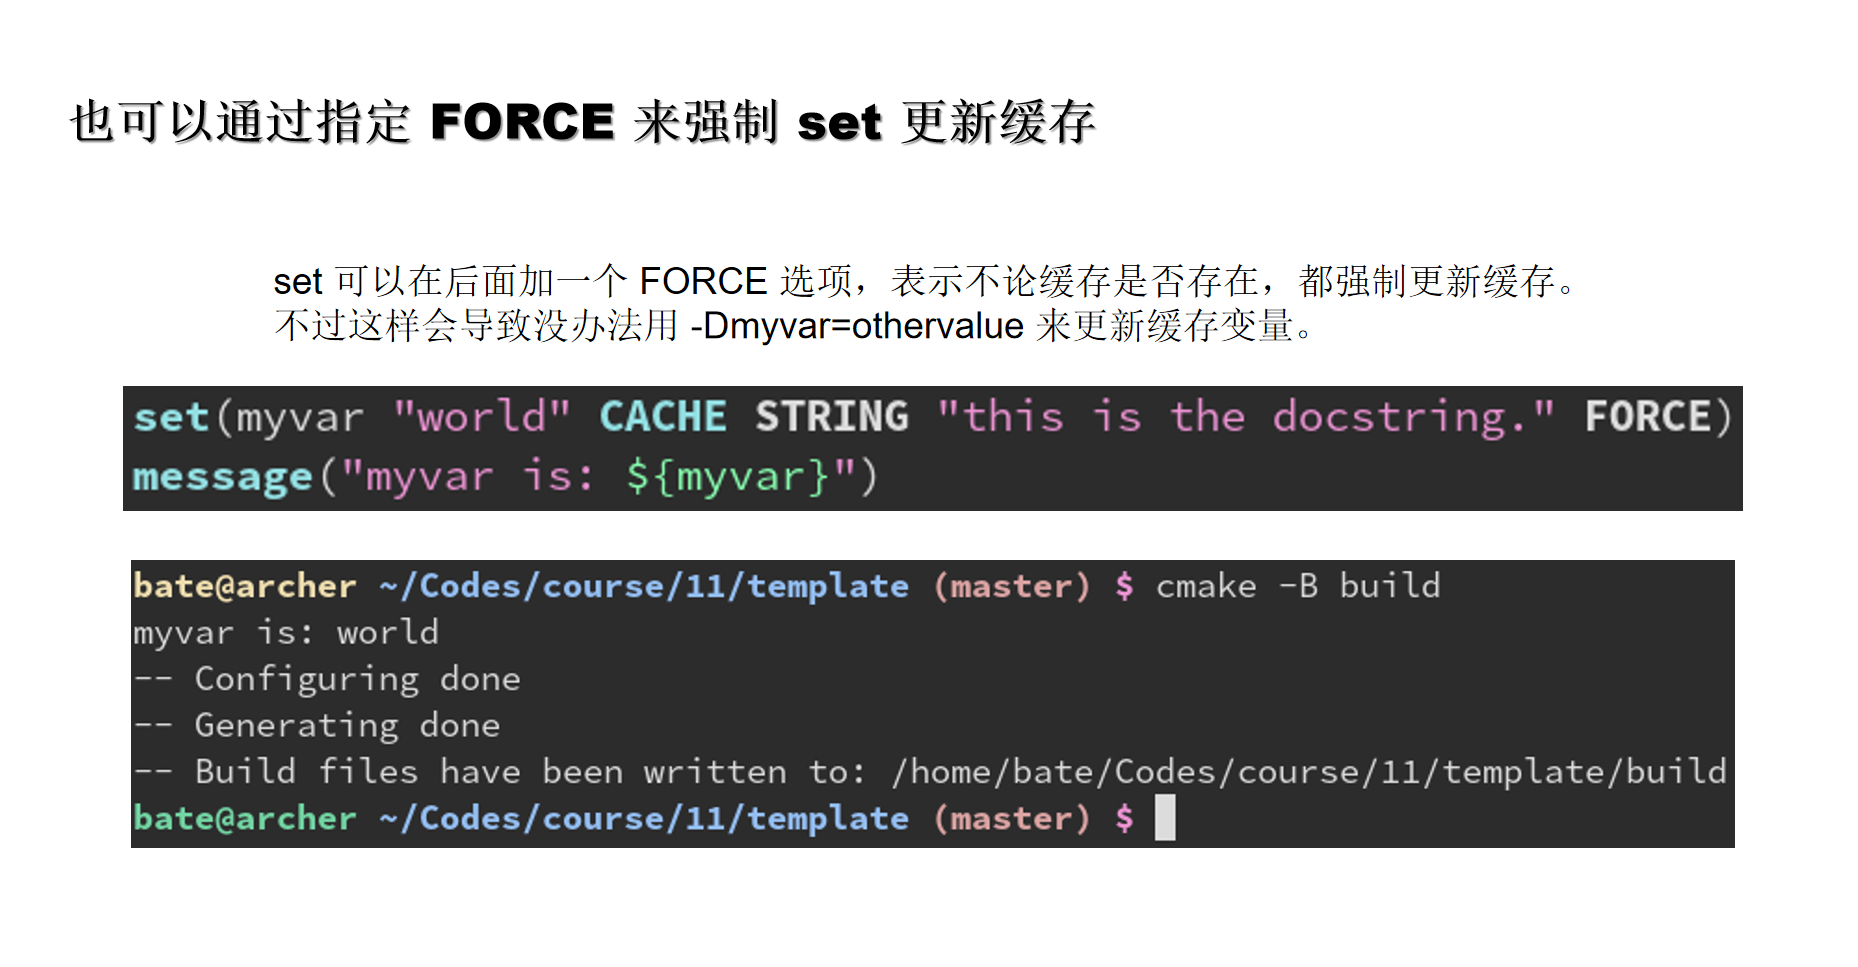 也可以通过指定 FORCE 来强制 set 更新缓存
set 可以在后面加一个 FORCE 选项，表示不论缓存是否存在，都强制更新缓存。
不过这样会导致没办法用 -Dmyvar=othervalue 来更新缓存变量。
set(myvar "world" CACHE STRING "this is the docstring." FORCE)
message("myvar is: ${myvar}")
bate@archer ~/Codes/course/11/template (master) $ cmake -B build
myvar is: world
-- Configuring done
-- Generating done
-- Build files have been written to: /home/bate/Codes/course/11/template/build
bate@archer ~/Codes/course/11/template (master) $